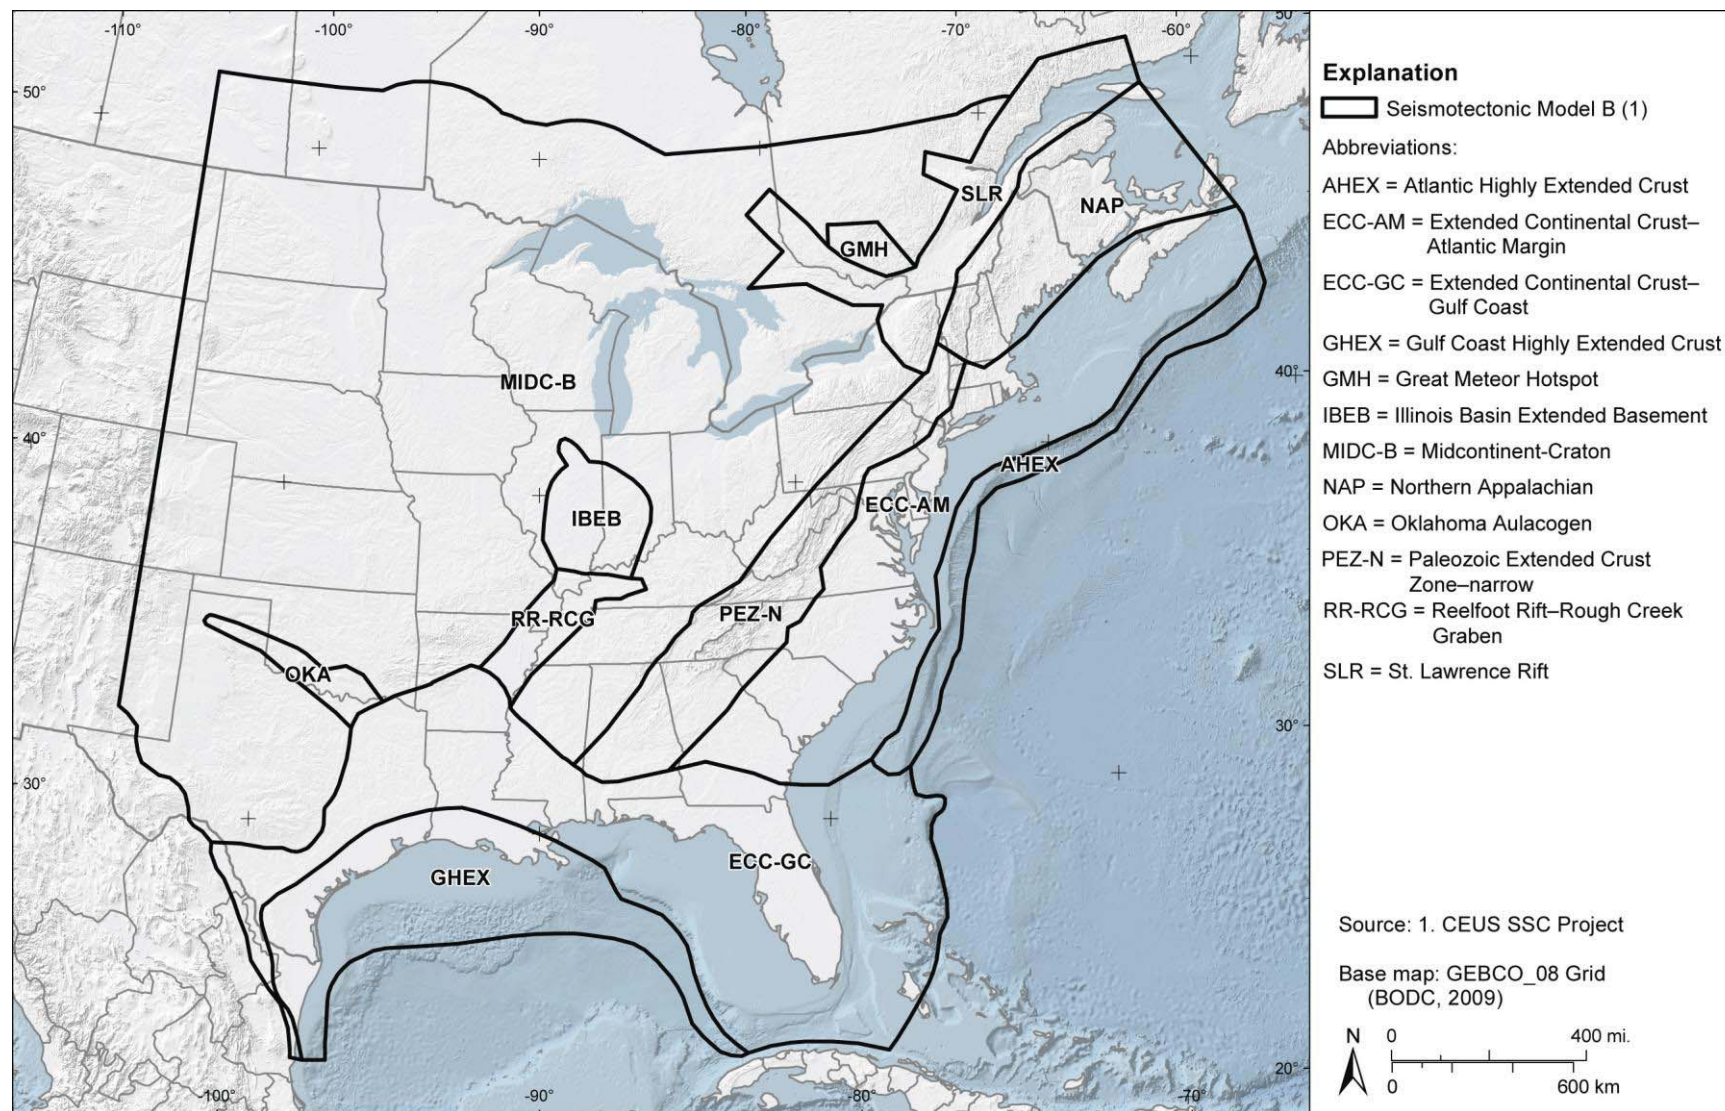 -110°
-100°
-90°
-80°
-70°
-60°
50°
50°
40°
40°
30°
30°
20°
-100°
-90°
-80°
-70°
SLR
NAP
GMH
MIDC-B
AHEX
ECC-AM
IBEB
RR-RCG
PEZ-N
OKA
ECC-GC
GHEX
Explanation
Seismotectonic Model B (1)
Abbreviations:
AHEX = Atlantic Highly Extended Crust
ECC-AM = Extended Continental Crust–
Atlantic Margin
ECC-GC = Extended Continental Crust–
Gulf Coast
GHEX = Gulf Coast Highly Extended Crust
GMH = Great Meteor Hotspot
IBEB = Illinois Basin Extended Basement
MIDC-B = Midcontinent-Craton
NAP = Northern Appalachian
OKA = Oklahoma Aulacogen
PEZ-N = Paleozoic Extended Crust
Zone–narrow
RR-RCG = Reelfoot Rift–Rough Creek
Graben
SLR = St. Lawrence Rift
Source: 1. CEUS SSC Project
Base map: GEBCO_08 Grid
(BODC, 2009)
N
0 400 mi.
0 600 km